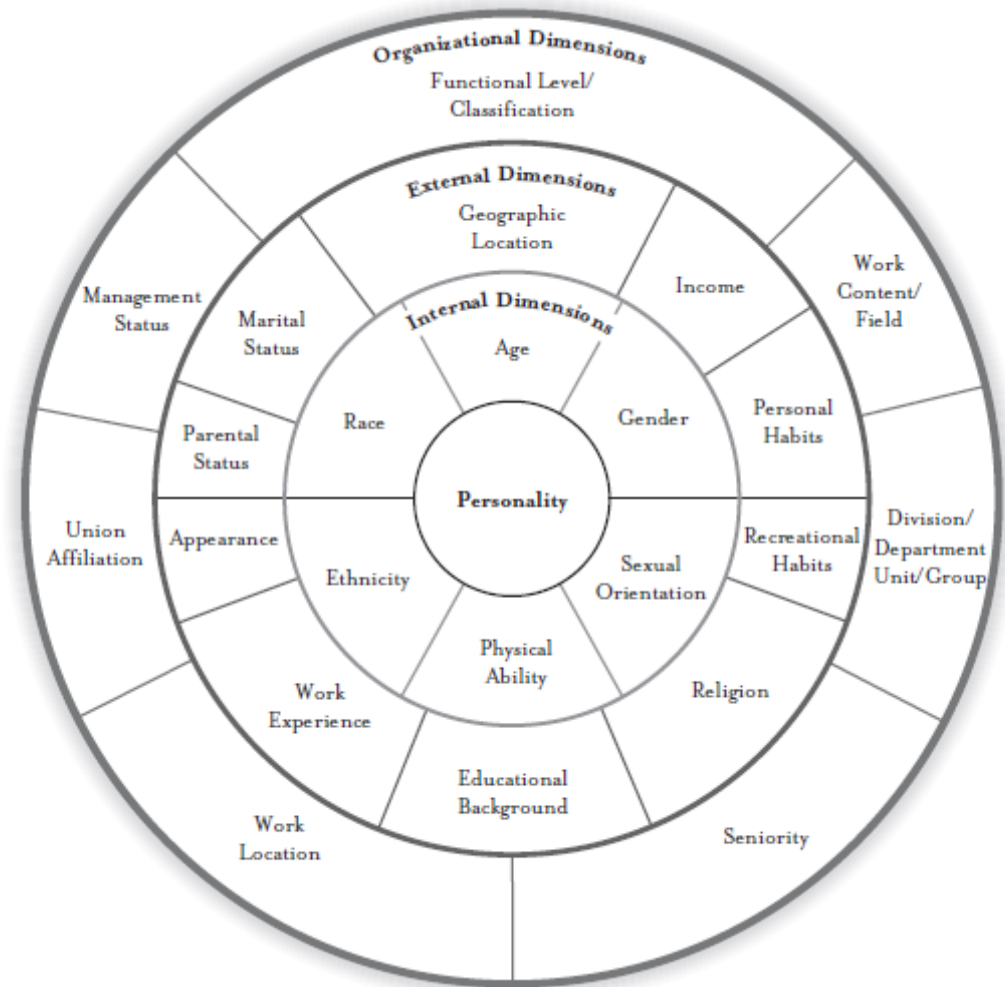 Organizational Dimensions
Functional Level/
Classification
External Dimensions
Geographic
Location
Income
Work
Content/
Field
Management
Status
Marital
Status
Internal Dimensions
Age
Race
Gender
Personal
Habits
Parental
Status
Personality
Union
Affiliation
Appearance
Ethnicity
Sexual
Orientation
Recreational
Habits
Division/
Department
Unit/Group
Physical
Ability
Work
Experience
Religion
Educational
Background
Work
Location
Seniority